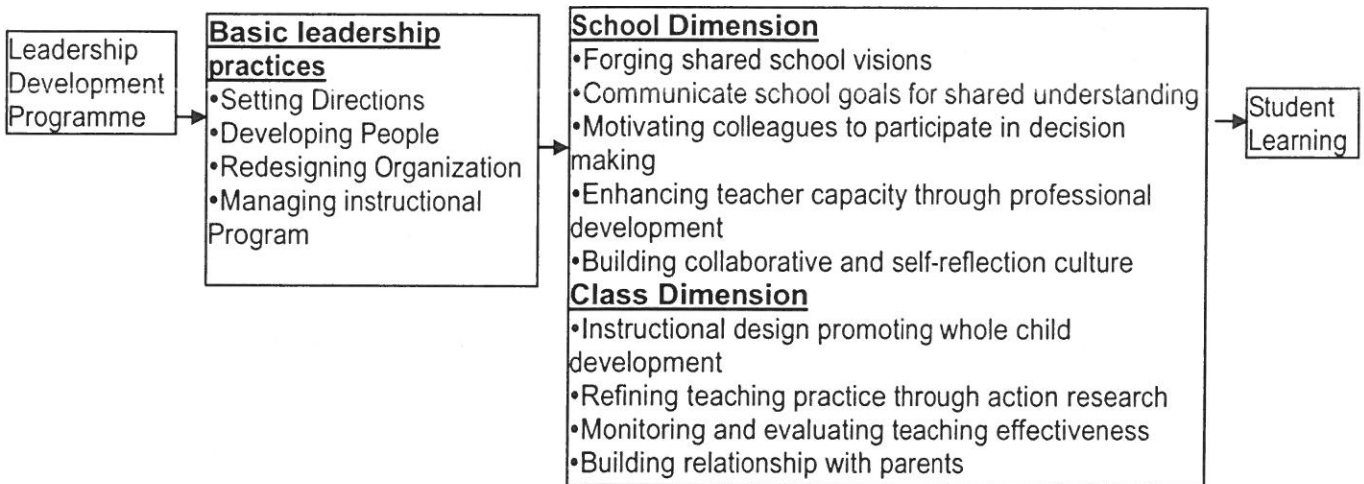 Leadership
Development
Programme
Basic leadership
practices
•Setting Directions
•Developing People
•Redesigning Organization
•Managing instructional
Program
School Dimension
•Forging shared school visions
•Communicate school goals for shared understanding
•Motivating colleagues to participate in decision
making
•Enhancing teacher capacity through professional
development
•Building collaborative and self-reflection culture
Class Dimension
•Instructional design promoting whole child
development
•Refining teaching practice through action research
•Monitoring and evaluating teaching effectiveness
•Building relationship with parents
Student
Learning